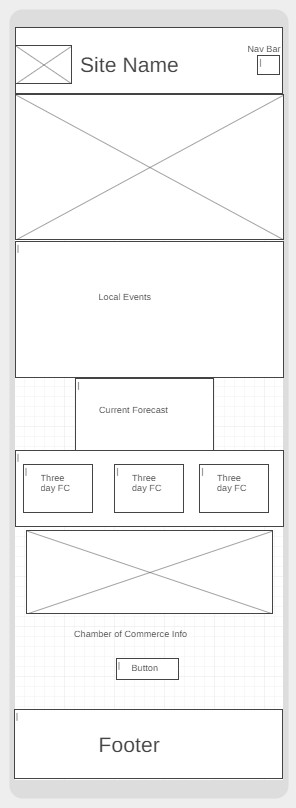 Nav Bar
Site Name
Local Events
Current Forecast
Three
day FC
Three
day FC
Three
day FC
Chamber of Commerce Info
Button
Footer